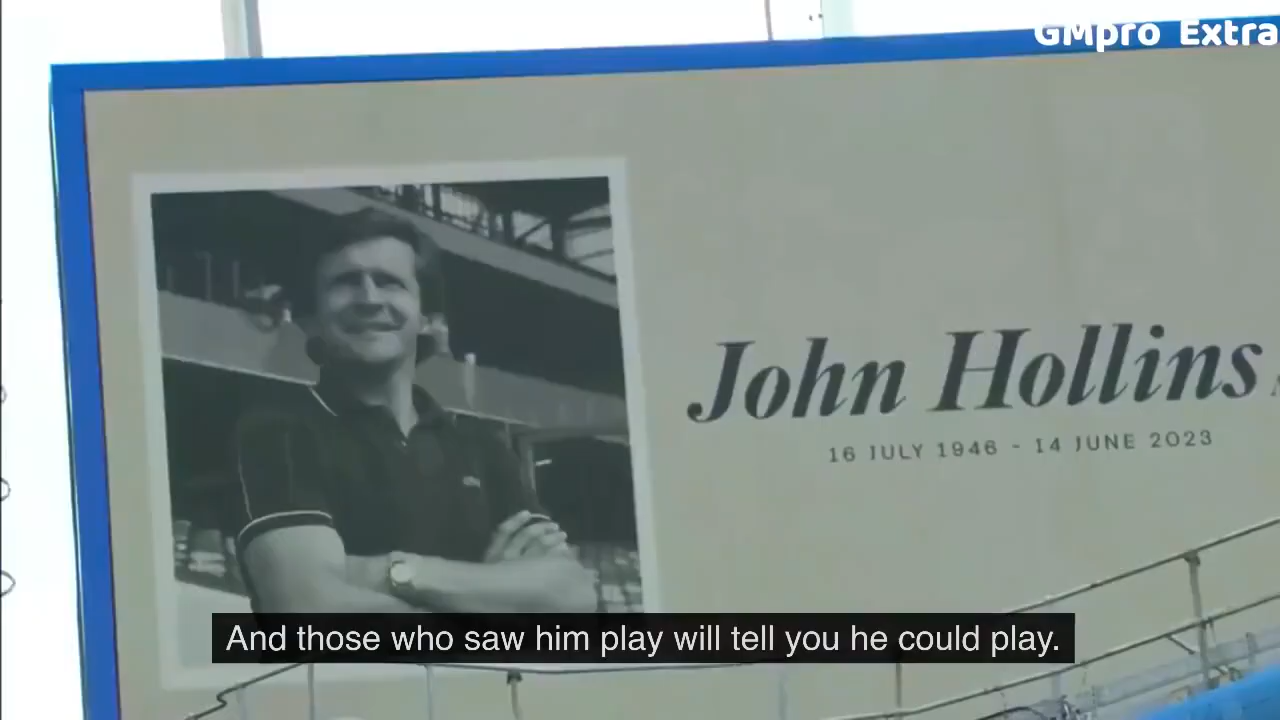 GMpro Extra
John Hollins
16 JULY 1946 - 14 JUNE 2023
And those who saw him play will tell you he could play.